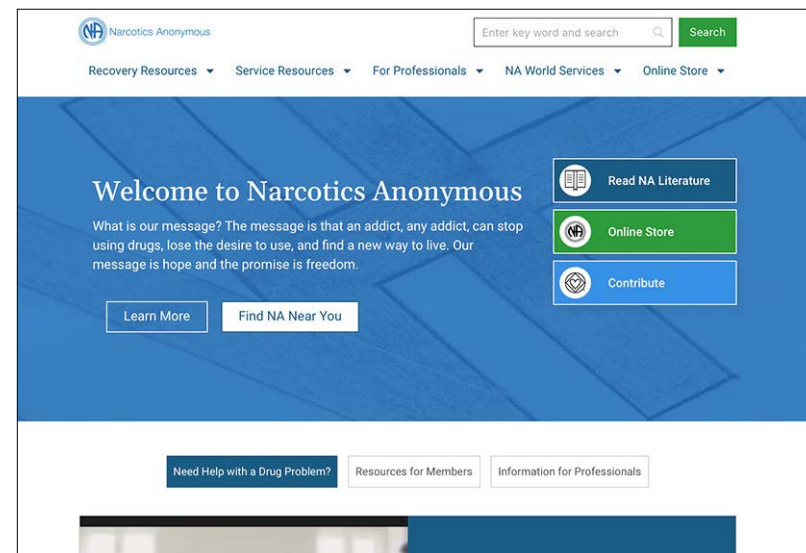 NA Narcotics Anonymous
Enter key word and search
Search
Recovery Resources Service Resources For Professionals NA World Services Online Store
Welcome to Narcotics Anonymous
What is our message? The message is that an addict, any addict, can stop
using drugs, lose the desire to use, and find a new way to live. Our
message is hope and the promise is freedom.
Learn More Find NA Near You
Read NA Literature
NA Online Store
Contribute
Need Help with a Drug Problem? Resources for Members Information for Professionals